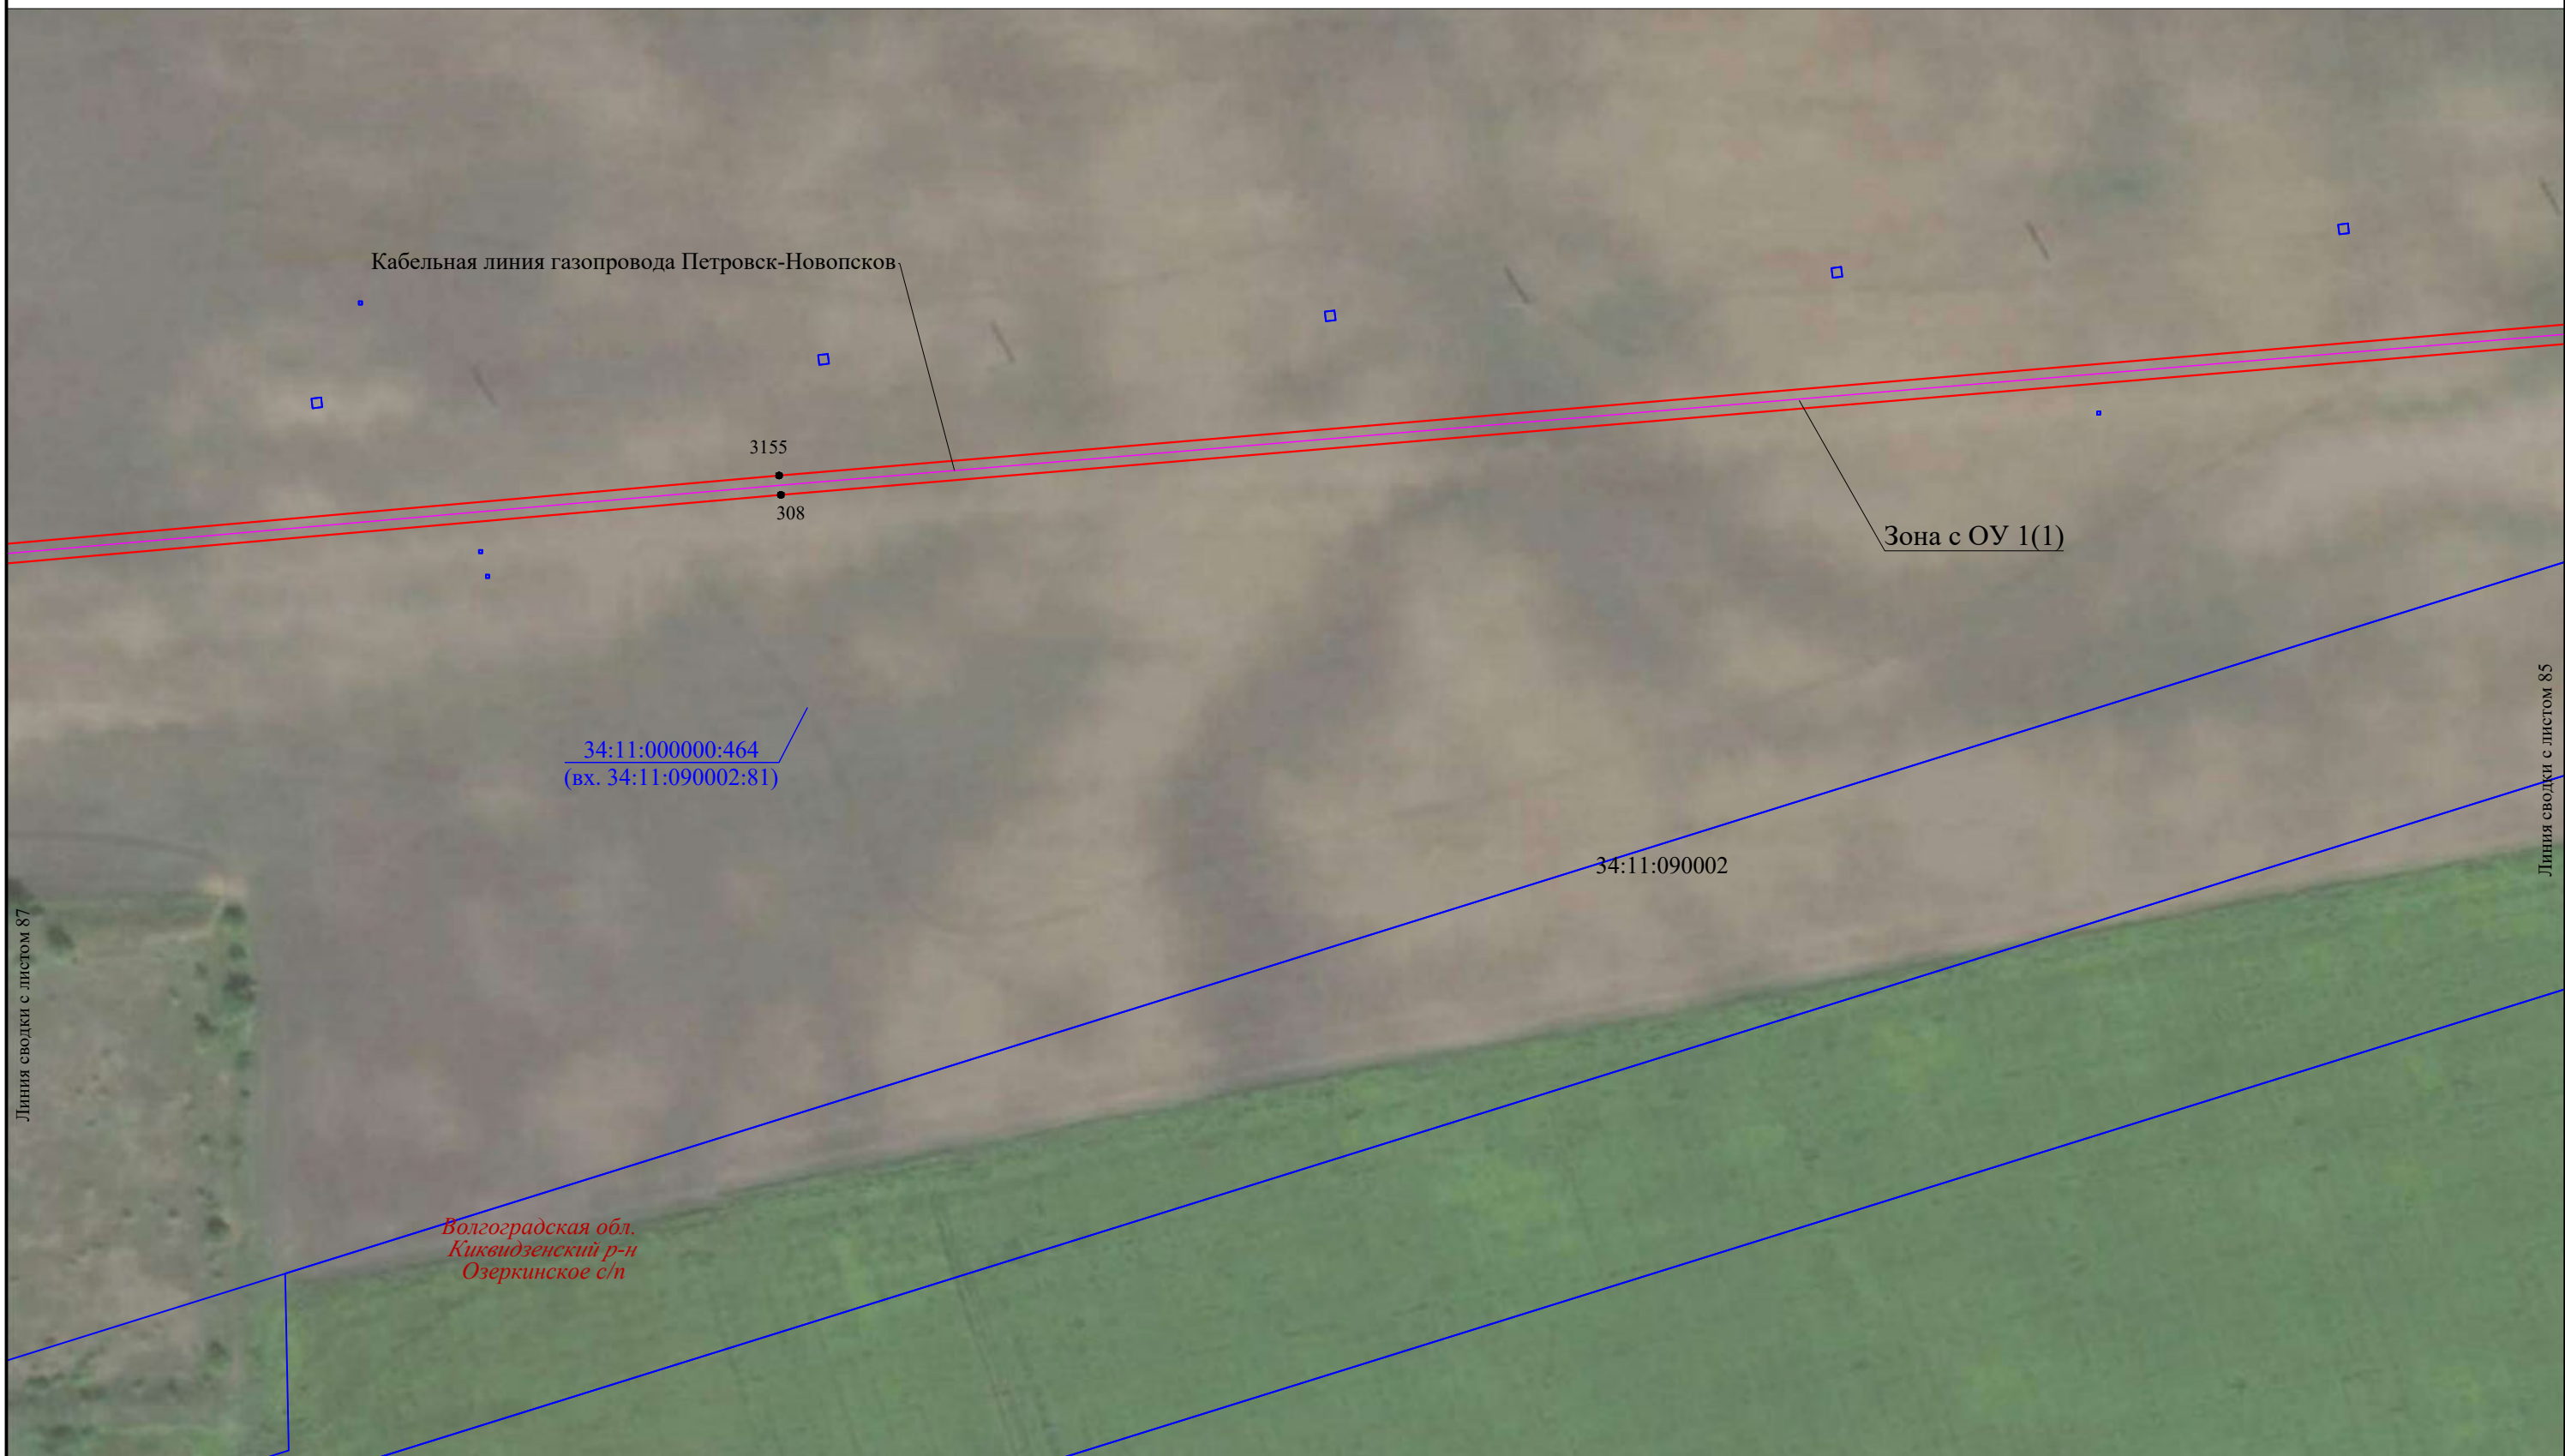 Кабельная линия газопровода Петровск-Новопсков
3155
308
Зона с ОУ 1(1)
34:11:000000:464
(вх. 34:11:090002:81)
34:11:090002
Линия сводки с листом 85
Линия сводки с листом 87
Волгоградская обл.
Киквидзенский р-н
Озеркинское с/п